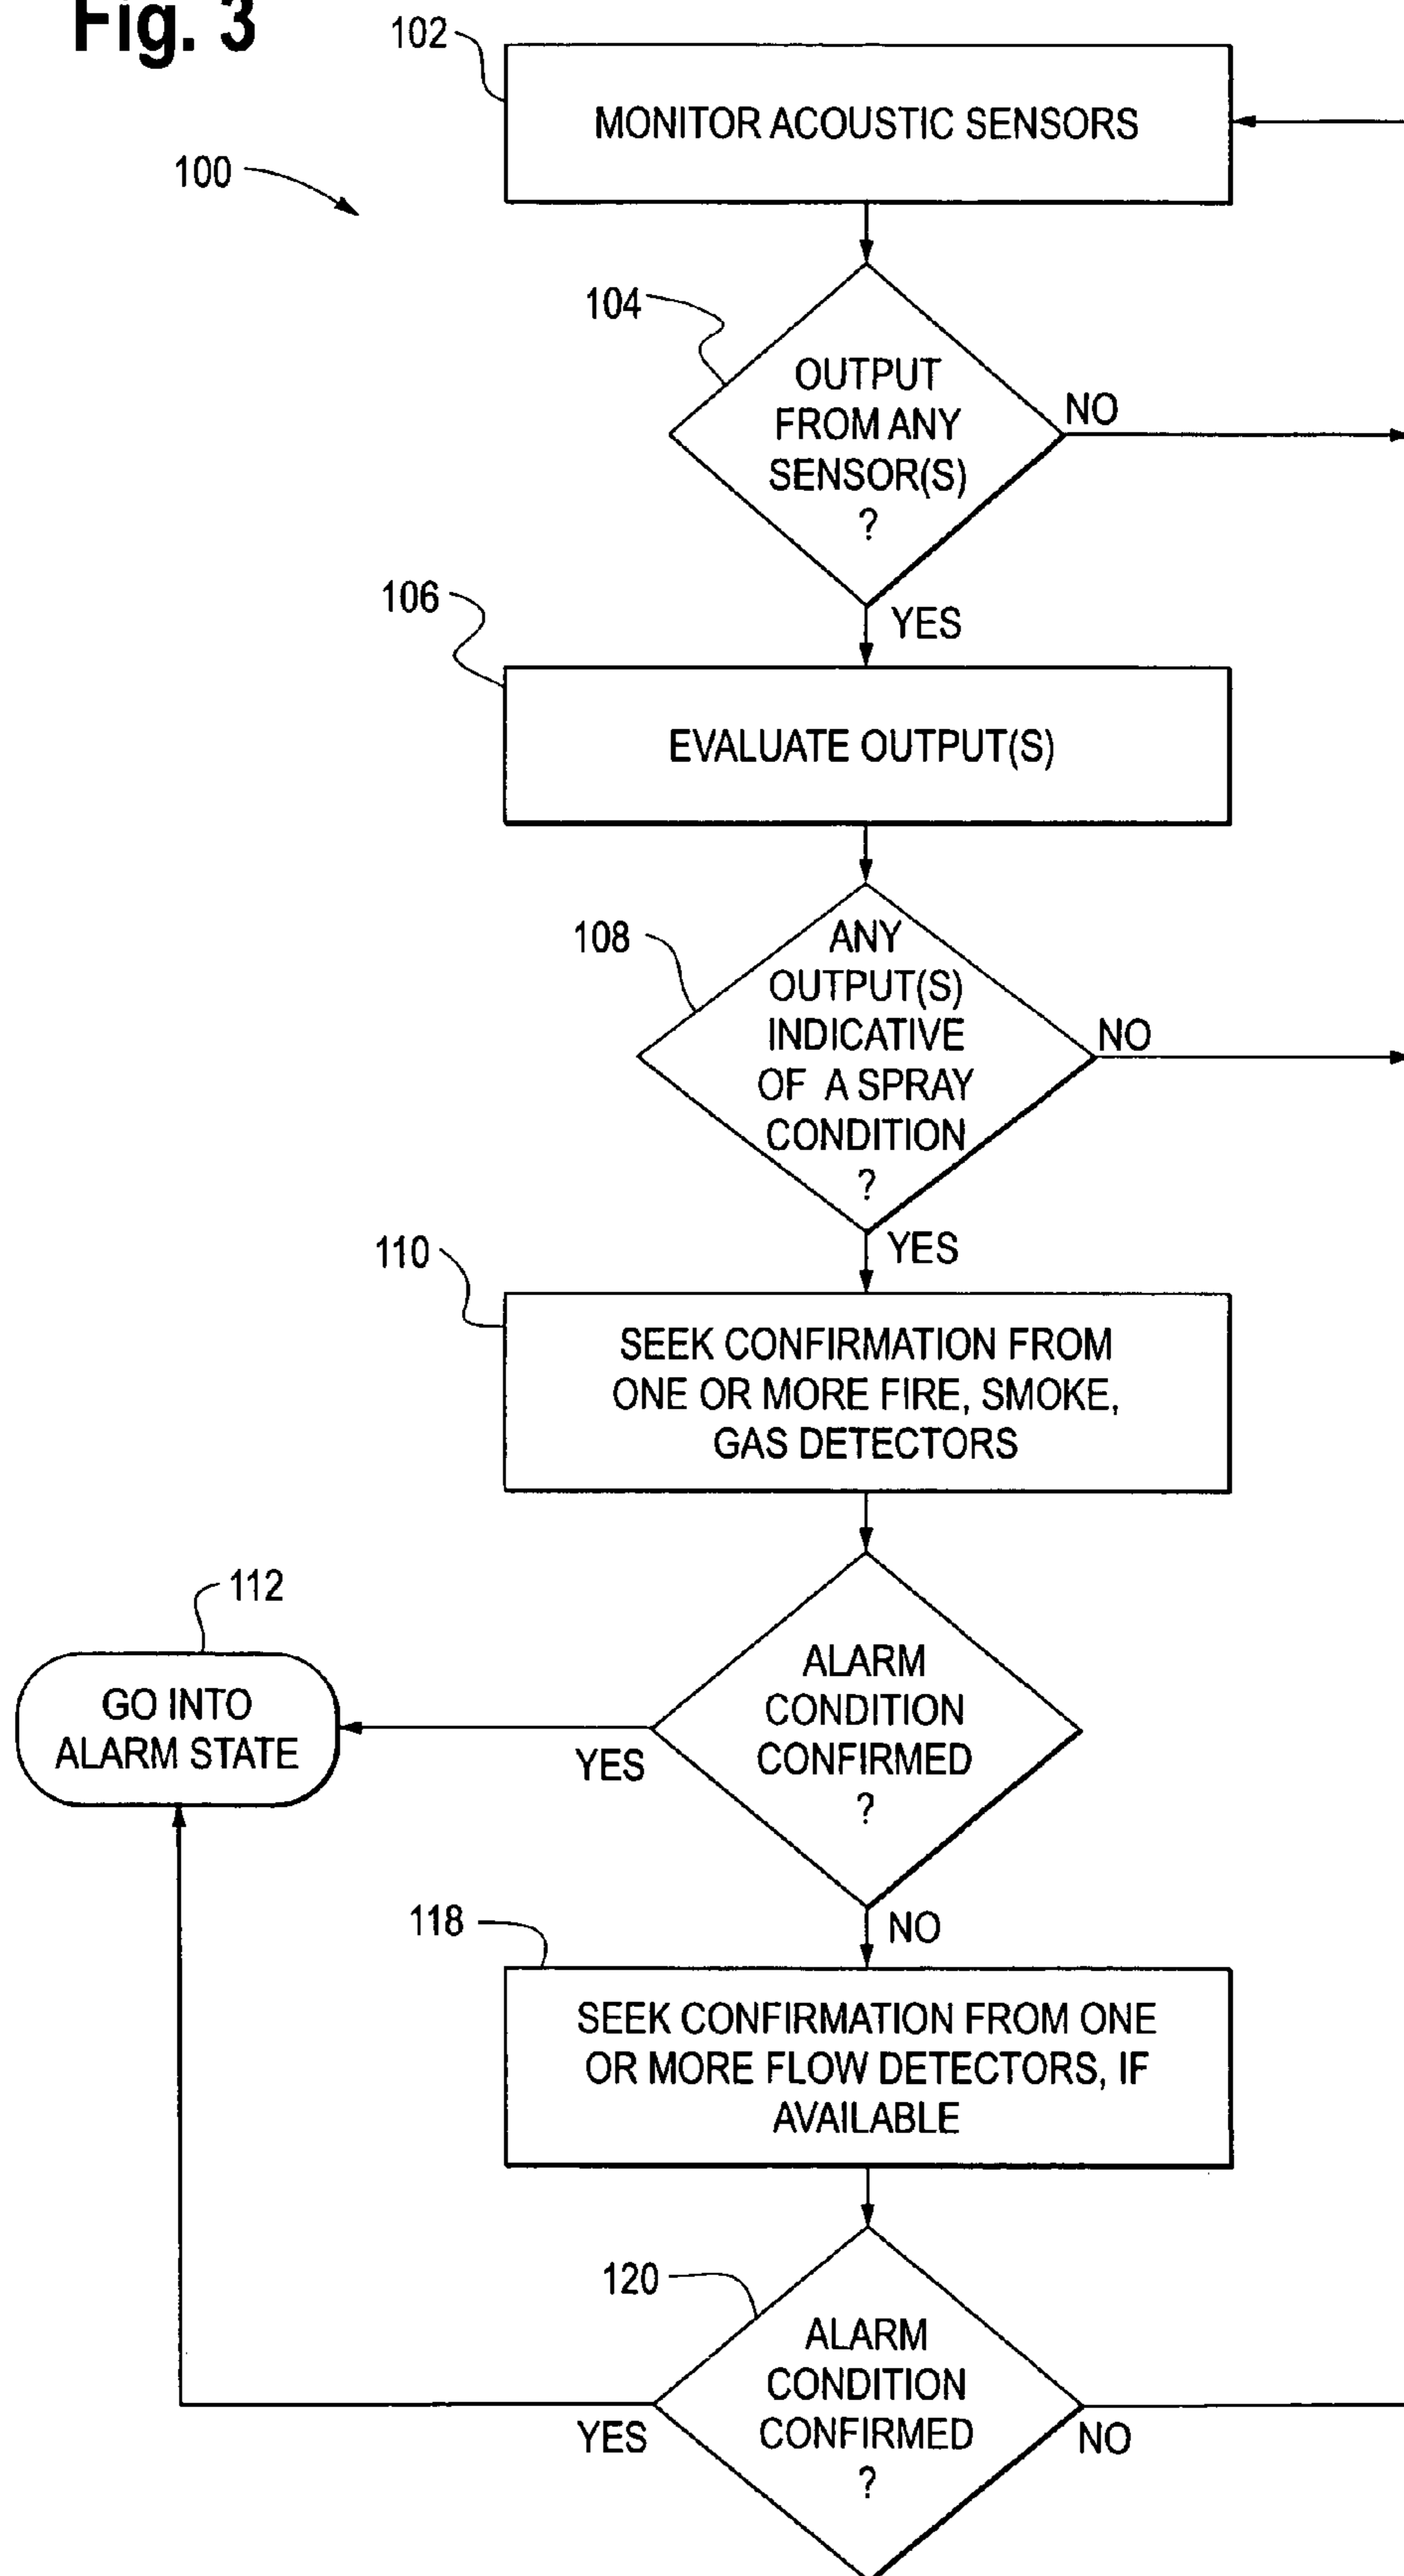 Fig. 3
102
MONITOR ACOUSTIC SENSORS
100
104
OUTPUT
FROM ANY
SENSOR(S)
?
NO
YES
106
EVALUATE OUTPUT(S)
108
ANY
OUTPUT(S)
INDICATIVE
OF A SPRAY
CONDITION
?
NO
YES
110
SEEK CONFIRMATION FROM
ONE OR MORE FIRE, SMOKE,
GAS DETECTORS
112
GO INTO
ALARM STATE
ALARM
CONDITION
CONFIRMED
?
YES
NO
118
SEEK CONFIRMATION FROM ONE
OR MORE FLOW DETECTORS, IF
AVAILABLE
120
ALARM
CONDITION
CONFIRMED
?
YES
NO